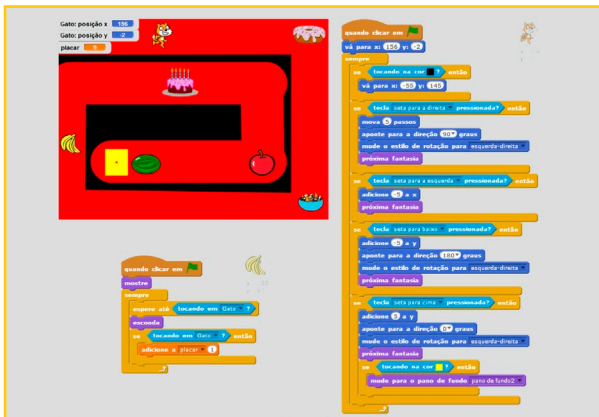 Gato: posição x 196
Gato: posição y -2
placar 9
quando clicar em
mostre
sempre
espere até tocando em Gato ?
esconda
se tocando em Gato ? então
adicione a placar 1
quando clicar em
vá para x: 156 y: -2
sempre
se tocando na cor ? então
vá para x: -55 y: 145
se tecla seta para a direita pressionada? então
mova 5 passos
aponte para a direção 90 graus
mude o estilo de rotação para esquerda-direita
próxima fantasia
se tecla seta para a esquerda pressionada? então
adicione -5 a x
próxima fantasia
se tecla seta para baixo pressionada? então
adicione -5 a y
aponte para a direção 180 graus
mude o estilo de rotação para esquerda-direita
se tecla seta para cima pressionada? então
adicione 5 a y
aponte para a direção 0 graus
mude o estilo de rotação para esquerda-direita
próxima fantasia
se tocando na cor ? então
mude para o pano de fundo pano de fundo2